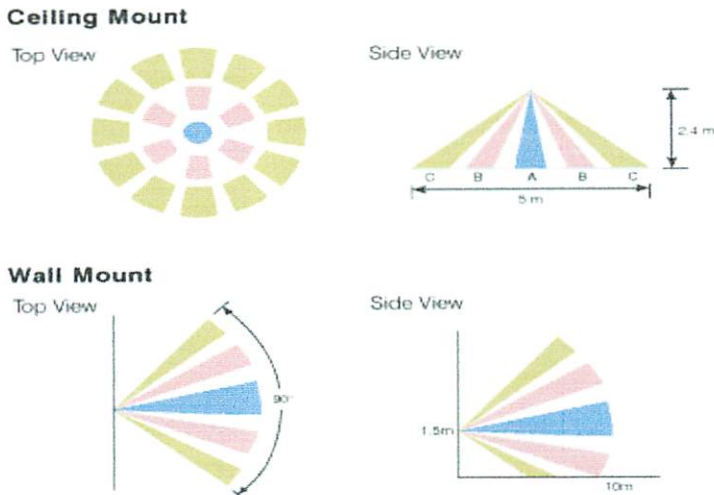 Ceiling Mount
Top View
Side View
2.4 m
C B A B C
5 m
Wall Mount
Top View
Side View
90°
1.5m
10m